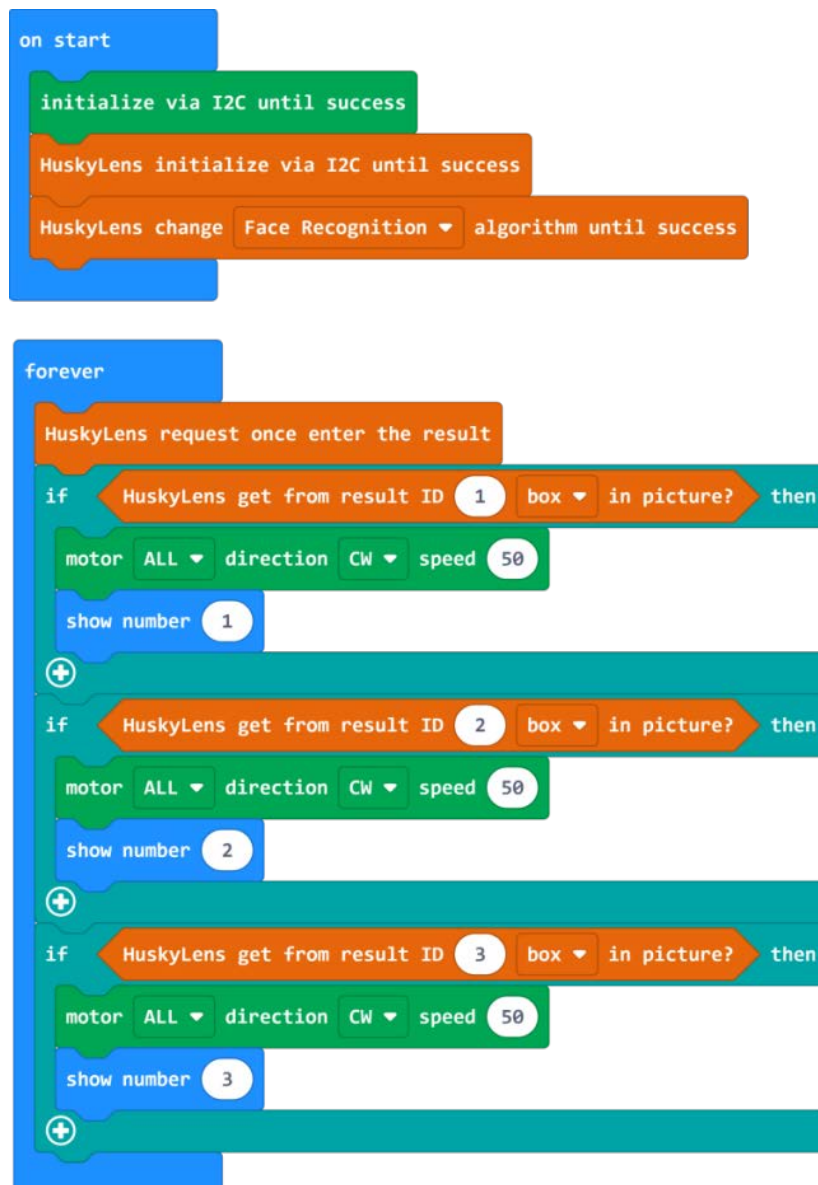 on start
initialize via I2C until success
HuskyLens initialize via I2C until success
HuskyLens change Face Recognition algorithm until success
forever
HuskyLens request once enter the result
if HuskyLens get from result ID 1 box in picture? then
motor ALL direction CW speed 50
show number 1
if HuskyLens get from result ID 2 box in picture? then
motor ALL direction CW speed 50
show number 2
if HuskyLens get from result ID 3 box in picture? then
motor ALL direction CW speed 50
show number 3